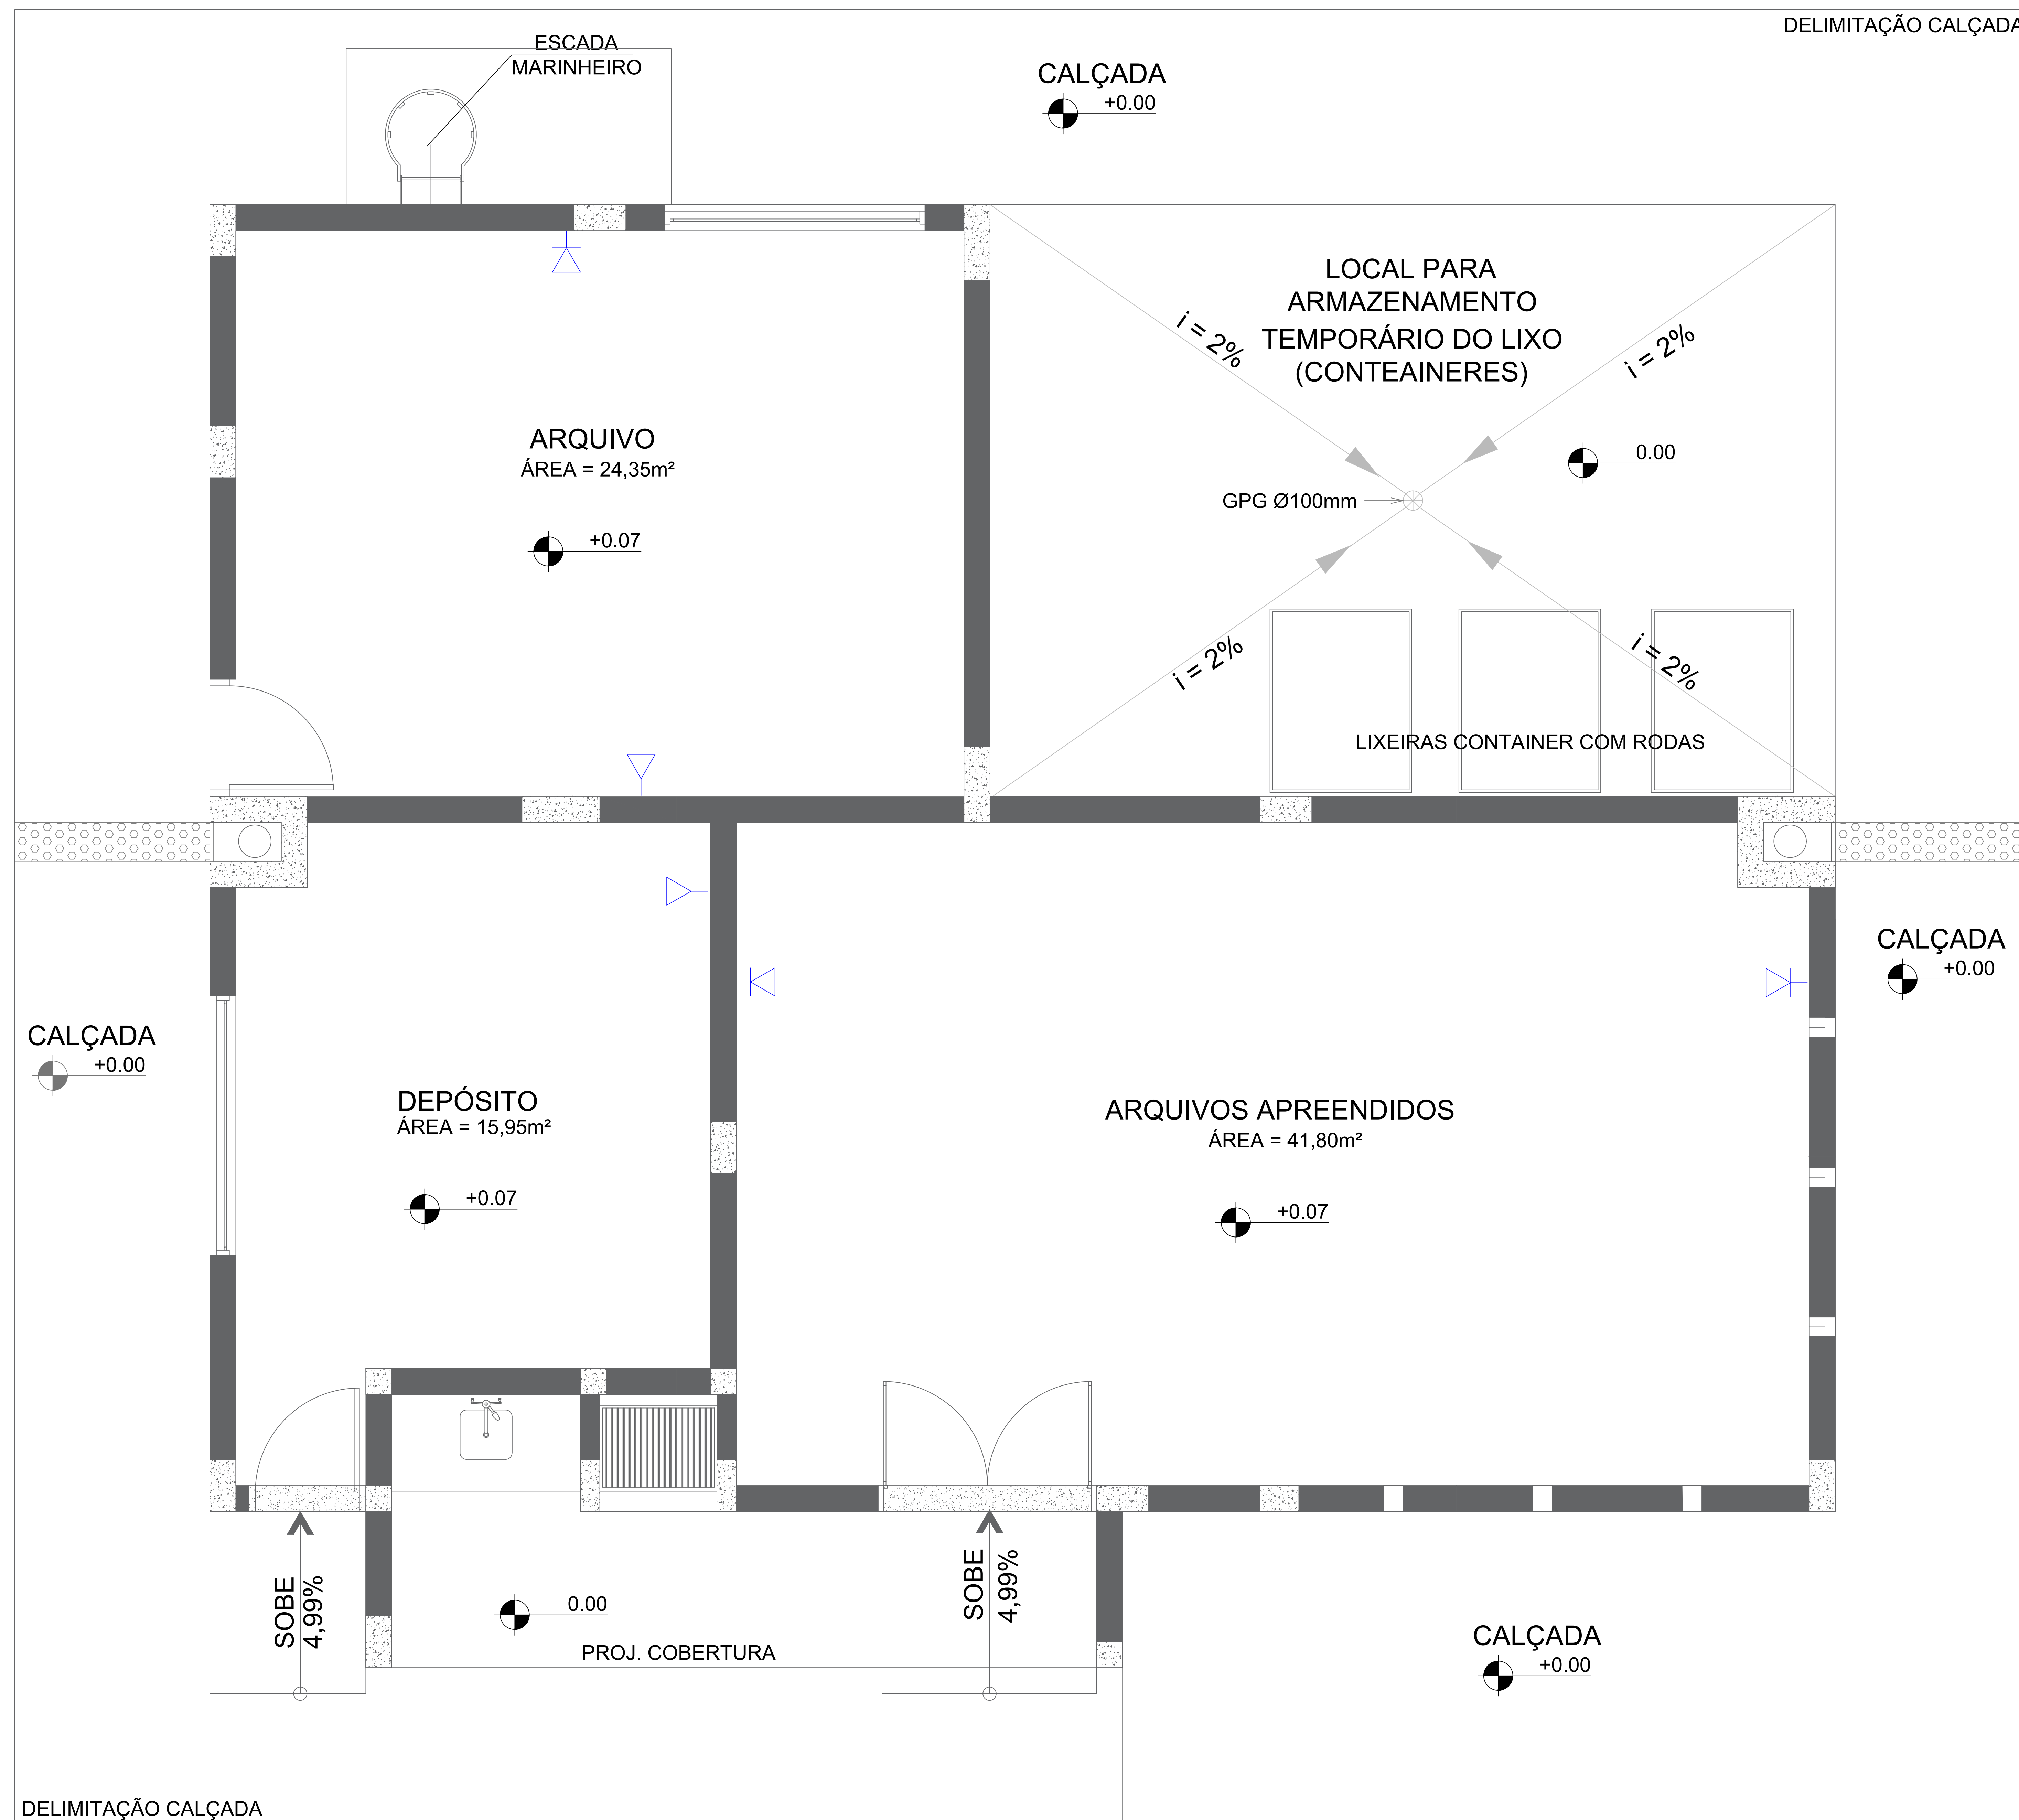 DELIMITAÇÃO CALÇADA
ESCADA
MARINHEIRO
CALÇADA
+0.00
LOCAL PARA
ARMAZENAMENTO
TEMPORÁRIO DO LIXO
(CONTEAINERES)
i = 2%
i = 2%
ARQUIVO
ÁREA = 24,35m²
0.00
GPG Ø100mm
+0.07
i = 2%
i = 2%
LIXEIRAS CONTAINER COM RODAS
CALÇADA
+0.00
CALÇADA
+0.00
DEPÓSITO
ÁREA = 15,95m²
ARQUIVOS APREENDIDOS
ÁREA = 41,80m²
+0.07
+0.07
SOBE
4,99%
0.00
PROJ. COBERTURA
SOBE
4,99%
CALÇADA
+0.00
DELIMITAÇÃO CALÇADA